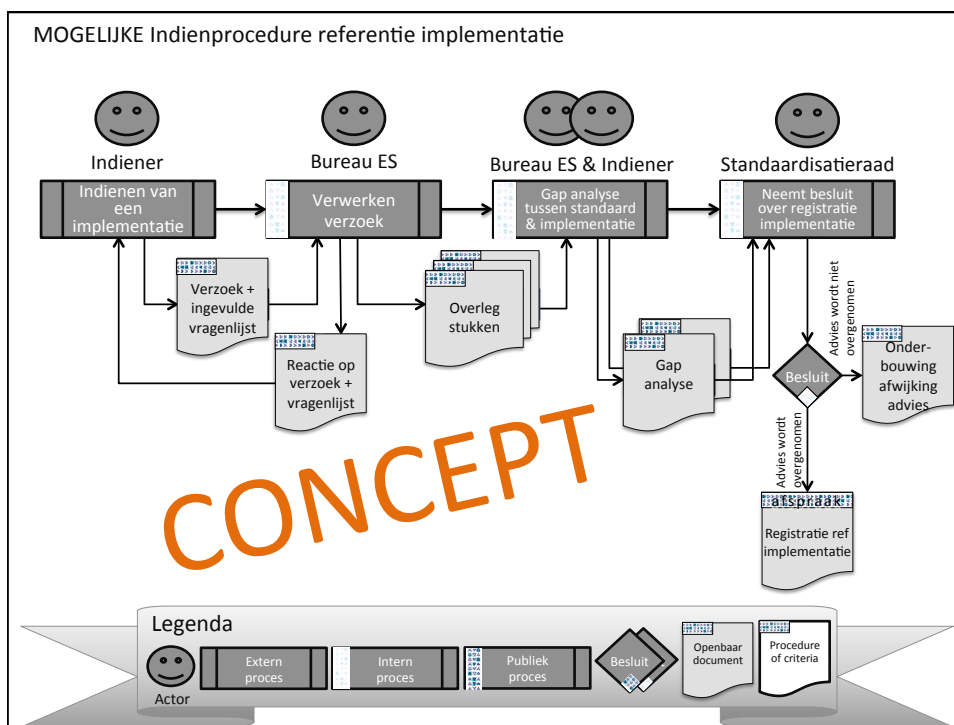 MOGELIJKE Indienprocedure referentie implementatie
Indiener
Bureau ES
Bureau ES & Indiener
Standaardisatieraad
Indienen van
een
implementatie
Verwerken
verzoek
Gap analyse
tussen standaard
& implementatie
Neemt besluit
over registratie
implementatie
Verzoek +
ingevulde
vragenlijst
Reactie op
verzoek +
vragenlijst
Overleg
stukken
Gap
analyse
Advies wordt niet
overgenomen
Besluit
Onder-
bouwing
afwijking
advies
Advies wordt
overgenomen
afspraak
Registratie ref
implementatie
CONCEPT
Legenda
Actor
Extern
proces
Intern
proces
Publiek
proces
Besluit
Openbaar
document
Procedure
of criteria